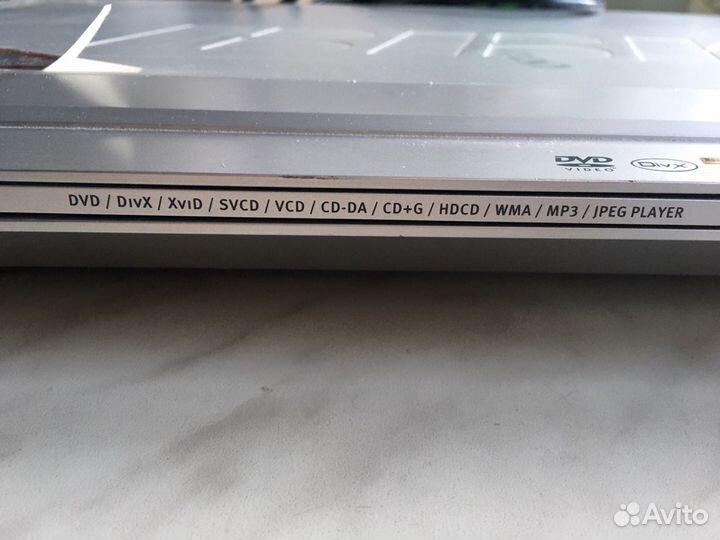 DVD
VIDEO
DivX
DVD / DivX / XviD / SVCD / VCD / CD-DA / CD+G / HDCD / WMA / MP3 / JPEG PLAYER
Avito